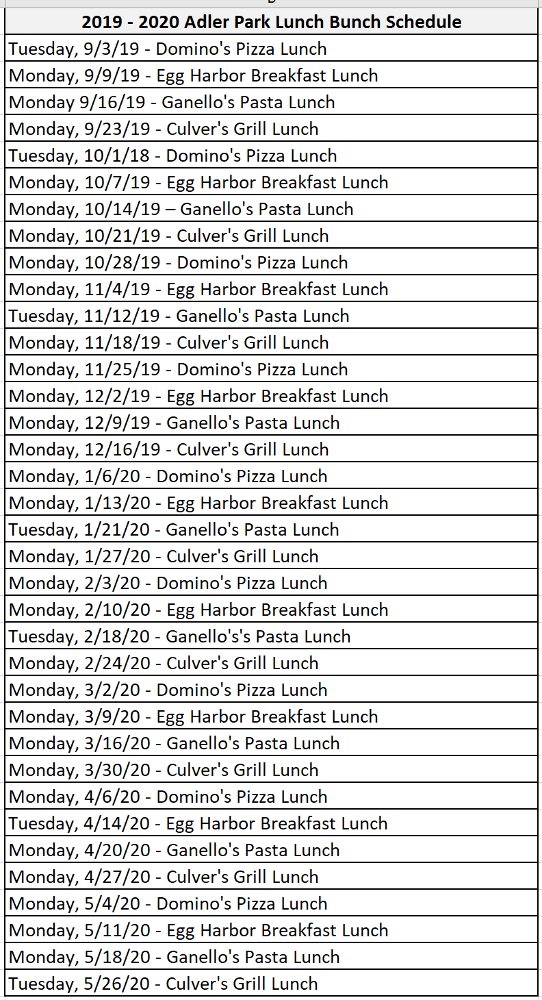 2019 - 2020 Adler Park Lunch Bunch Schedule
Tuesday, 9/3/19 - Domino's Pizza Lunch
Monday, 9/9/19 - Egg Harbor Breakfast Lunch
Monday 9/16/19 - Ganello's Pasta Lunch
Monday, 9/23/19 - Culver's Grill Lunch
Tuesday, 10/1/18 - Domino's Pizza Lunch
Monday, 10/7/19 - Egg Harbor Breakfast Lunch
Monday, 10/14/19 – Ganello's Pasta Lunch
Monday, 10/21/19 - Culver's Grill Lunch
Monday, 10/28/19 - Domino's Pizza Lunch
Monday, 11/4/19 - Egg Harbor Breakfast Lunch
Tuesday, 11/12/19 - Ganello's Pasta Lunch
Monday, 11/18/19 - Culver's Grill Lunch
Monday, 11/25/19 - Domino's Pizza Lunch
Monday, 12/2/19 - Egg Harbor Breakfast Lunch
Monday, 12/9/19 - Ganello's Pasta Lunch
Monday, 12/16/19 - Culver's Grill Lunch
Monday, 1/6/20 - Domino's Pizza Lunch
Monday, 1/13/20 - Egg Harbor Breakfast Lunch
Tuesday, 1/21/20 - Ganello's Pasta Lunch
Monday, 1/27/20 - Culver's Grill Lunch
Monday, 2/3/20 - Domino's Pizza Lunch
Monday, 2/10/20 - Egg Harbor Breakfast Lunch
Tuesday, 2/18/20 - Ganello's's Pasta Lunch
Monday, 2/24/20 - Culver's Grill Lunch
Monday, 3/2/20 - Domino's Pizza Lunch
Monday, 3/9/20 - Egg Harbor Breakfast Lunch
Monday, 3/16/20 - Ganello's Pasta Lunch
Monday, 3/30/20 - Culver's Grill Lunch
Monday, 4/6/20 - Domino's Pizza Lunch
Tuesday, 4/14/20 - Egg Harbor Breakfast Lunch
Monday, 4/20/20 - Ganello's Pasta Lunch
Monday, 4/27/20 - Culver's Grill Lunch
Monday, 5/4/20 - Domino's Pizza Lunch
Monday, 5/11/20 - Egg Harbor Breakfast Lunch
Monday, 5/18/20 - Ganello's Pasta Lunch
Tuesday, 5/26/20 - Culver's Grill Lunch